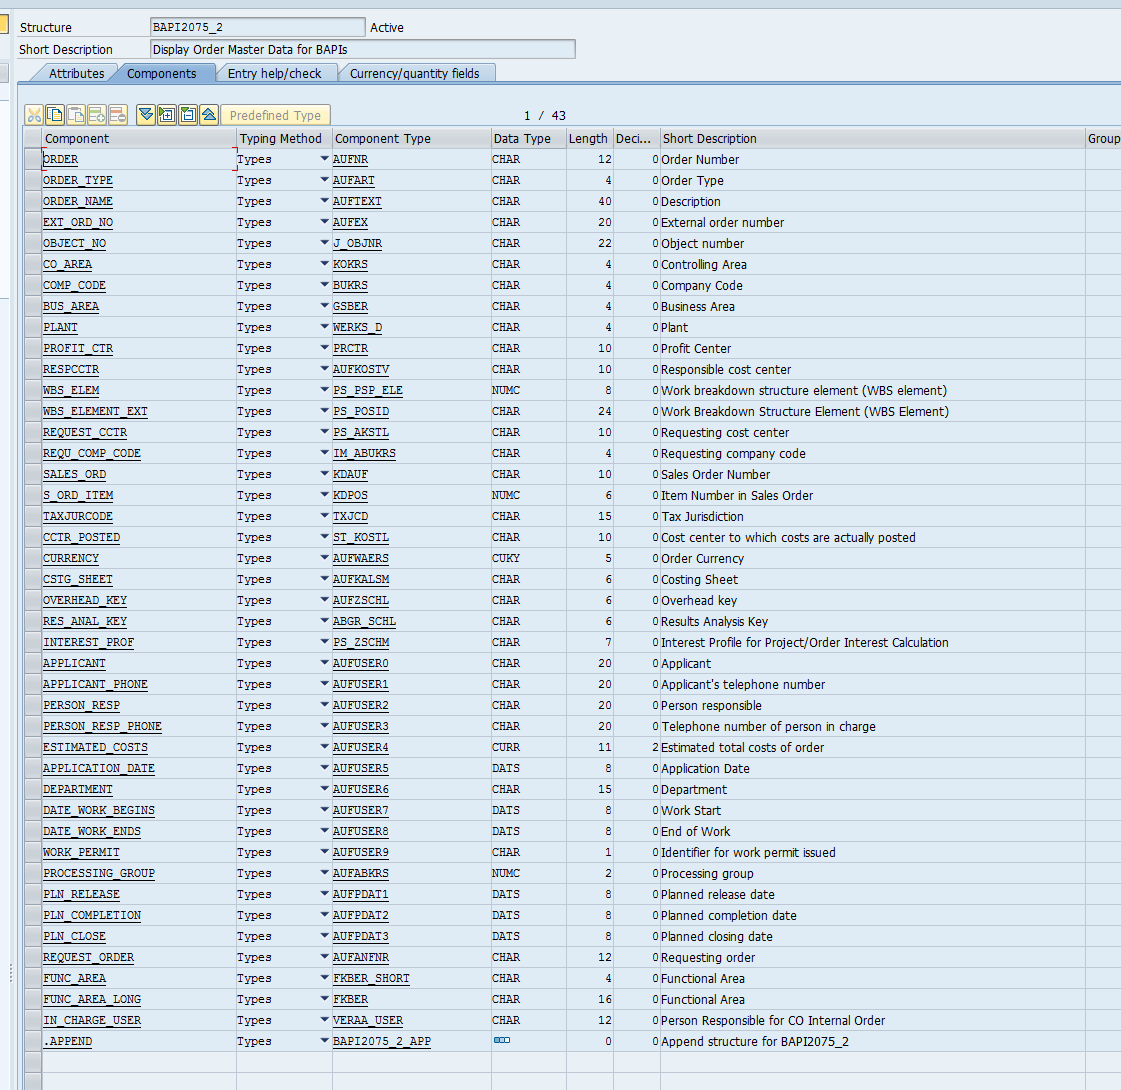 Structure BAPI2075_2 Active
Short Description Display Order Master Data for BAPIs
Attributes Components Entry help/check Currency/quantity fields
Predefined Type 1 / 43
Component Typing Method Component Type Data Type Length Deci... Short Description Group
ORDER Types AUFNR CHAR 12 0 Order Number
ORDER_TYPE Types AUFART CHAR 4 0 Order Type
ORDER_NAME Types AUFTEXT CHAR 40 0 Description
EXT_ORD_NO Types AUFEX CHAR 20 0 External order number
OBJECT_NO Types J_OBJNR CHAR 22 0 Object number
CO_AREA Types KOKRS CHAR 4 0 Controlling Area
COMP_CODE Types BUKRS CHAR 4 0 Company Code
BUS_AREA Types GSBER CHAR 4 0 Business Area
PLANT Types WERKS_D CHAR 4 0 Plant
PROFIT_CTR Types PRCTR CHAR 10 0 Profit Center
RESPCCTR Types AUFKOSTV CHAR 10 0 Responsible cost center
WBS_ELEM Types PS_PSP_ELE NUMC 8 0 Work breakdown structure element (WBS element)
WBS_ELEMENT_EXT Types PS_POSID CHAR 24 0 Work Breakdown Structure Element (WBS Element)
REQUEST_CCTR Types PS_AKSTL CHAR 10 0 Requesting cost center
REQU_COMP_CODE Types IM_ABUKRS CHAR 4 0 Requesting company code
SALES_ORD Types KDAUF CHAR 10 0 Sales Order Number
S_ORD_ITEM Types KDPOS NUMC 6 0 Item Number in Sales Order
TAXJURCODE Types TXJCD CHAR 15 0 Tax Jurisdiction
CCTR_POSTED Types ST_KOSTL CHAR 10 0 Cost center to which costs are actually posted
CURRENCY Types AUFWAERS CUKY 5 0 Order Currency
CSTG_SHEET Types AUFKALSM CHAR 6 0 Costing Sheet
OVERHEAD_KEY Types AUFZSCHL CHAR 6 0 Overhead key
RES_ANAL_KEY Types ABGR_SCHL CHAR 6 0 Results Analysis Key
INTEREST_PROF Types PS_ZSCHM CHAR 7 0 Interest Profile for Project/Order Interest Calculation
APPLICANT Types AUFUSER0 CHAR 20 0 Applicant
APPLICANT_PHONE Types AUFUSER1 CHAR 20 0 Applicant's telephone number
PERSON_RESP Types AUFUSER2 CHAR 20 0 Person responsible
PERSON_RESP_PHONE Types AUFUSER3 CHAR 20 0 Telephone number of person in charge
ESTIMATED_COSTS Types AUFUSER4 CURR 11 2 Estimated total costs of order
APPLICATION_DATE Types AUFUSER5 DATS 8 0 Application Date
DEPARTMENT Types AUFUSER6 CHAR 15 0 Department
DATE_WORK_BEGINS Types AUFUSER7 DATS 8 0 Work Start
DATE_WORK_ENDS Types AUFUSER8 DATS 8 0 End of Work
WORK_PERMIT Types AUFUSER9 CHAR 1 0 Identifier for work permit issued
PROCESSING_GROUP Types AUFABKRS NUMC 2 0 Processing group
PLN_RELEASE Types AUFPDAT1 DATS 8 0 Planned release date
PLN_COMPLETION Types AUFPDAT2 DATS 8 0 Planned completion date
PLN_CLOSE Types AUFPDAT3 DATS 8 0 Planned closing date
REQUEST_ORDER Types AUFANFNR CHAR 12 0 Requesting order
FUNC_AREA Types FKBER_SHORT CHAR 4 0 Functional Area
FUNC_AREA_LONG Types FKBER CHAR 16 0 Functional Area
IN_CHARGE_USER Types VERAA_USER CHAR 12 0 Person Responsible for CO Internal Order
.APPEND Types BAPI2075_2_APP 0 0 Append structure for BAPI2075_2